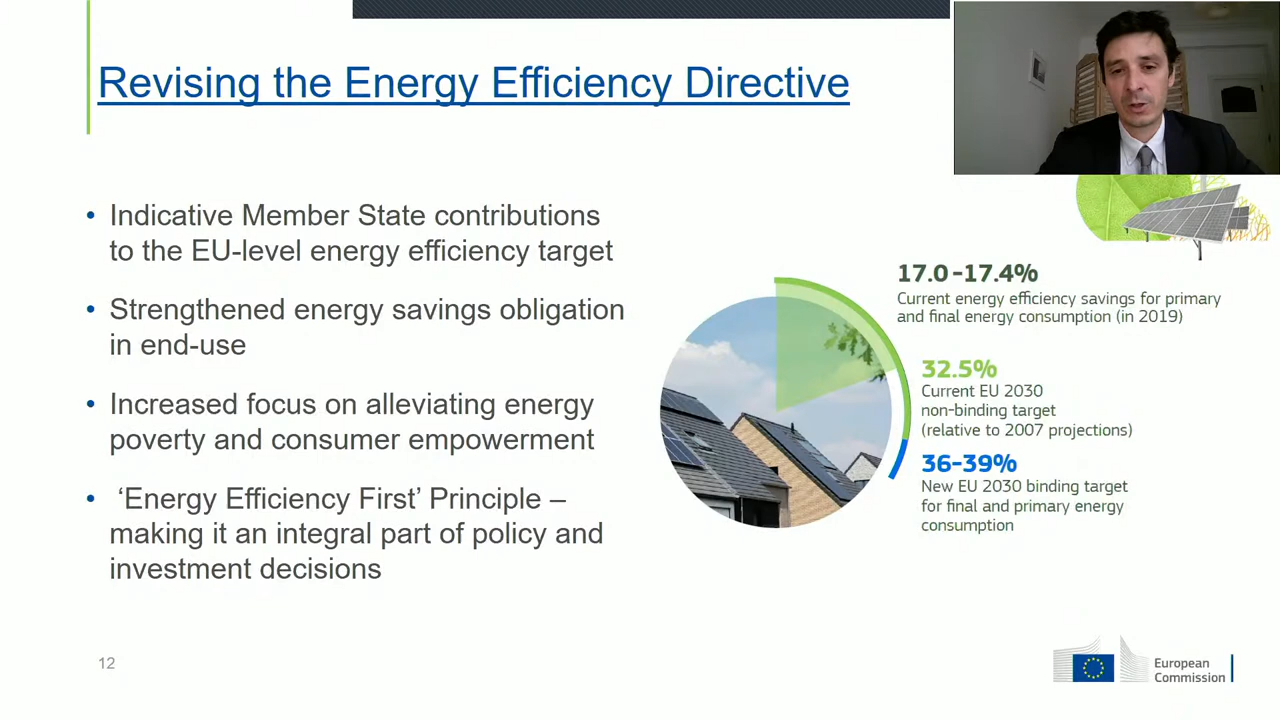 Revising the Energy Efficiency Directive
• Indicative Member State contributions
to the EU-level energy efficiency target
• Strengthened energy savings obligation
in end-use
• Increased focus on alleviating energy
poverty and consumer empowerment
• ‘Energy Efficiency First’ Principle –
making it an integral part of policy and
investment decisions
17.0 -17.4%
Current energy efficiency savings for primary
and final energy consumption (in 2019)
32.5%
Current EU 2030
non-binding target
(relative to 2007 projections)
36-39%
New EU 2030 binding target
for final and primary energy
consumption
12
European
Commission